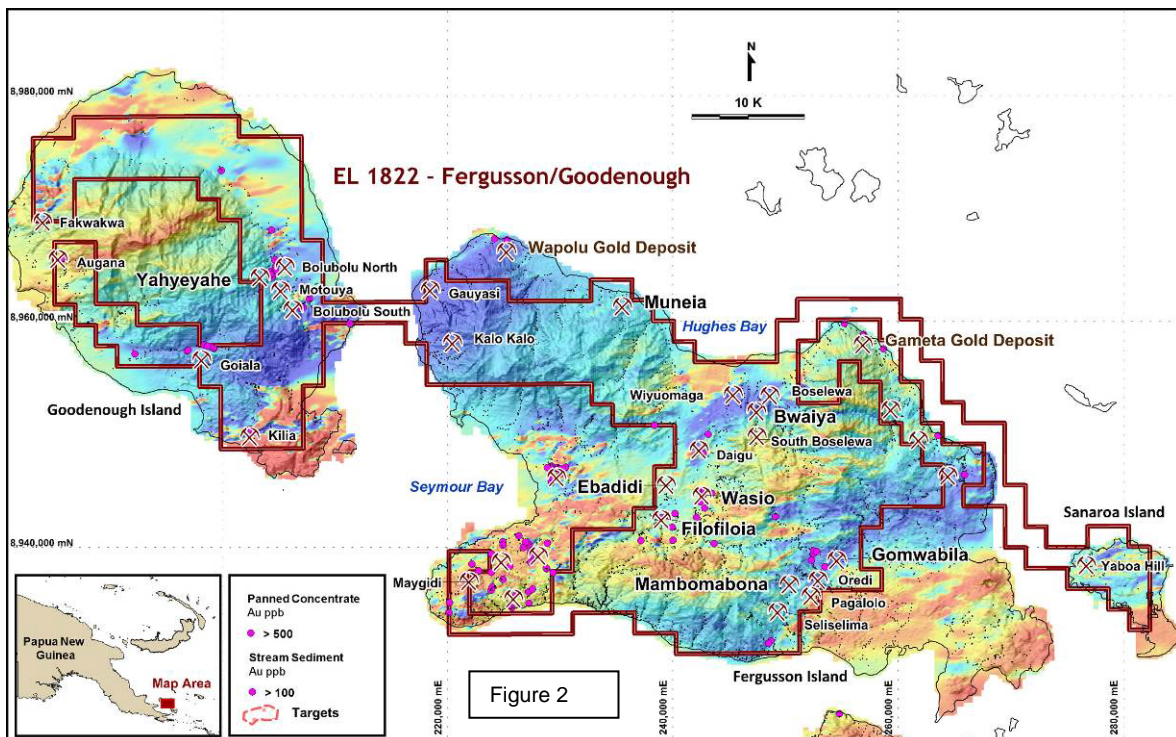 N
8,980,000 mN
10 K
EL 1822 - Fergusson/Goodenough
Fakwakwa
Wapolu Gold Deposit
Augana
Yahyeyahe
Bolubolu North
Motouya
Bolubolu South
Gauyasi
Muneia
8,960,000 mN
Hughes Bay
Kalo Kalo
Gameta Gold Deposit
Goiala
Goodenough Island
Wiyuomaga
Boselewa
Bwaiya
Kilia
South Boselewa
Daigu
Seymour Bay
Ebadidi
Wasio
Filofiloia
Sanaroa Island
8,940,000 mN
Gomwabila
Yaboa Hill
Maygidi
Mambomabona
Oredi
Pagalolo
Seliselima
Fergusson Island
Papua New
Guinea
Map Area
Panned Concentrate
Au ppb
> 500
Stream Sediment
Au ppb
> 100
Targets
Figure 2
220,000 mE
240,000 mE
260,000 mE
280,000 mE